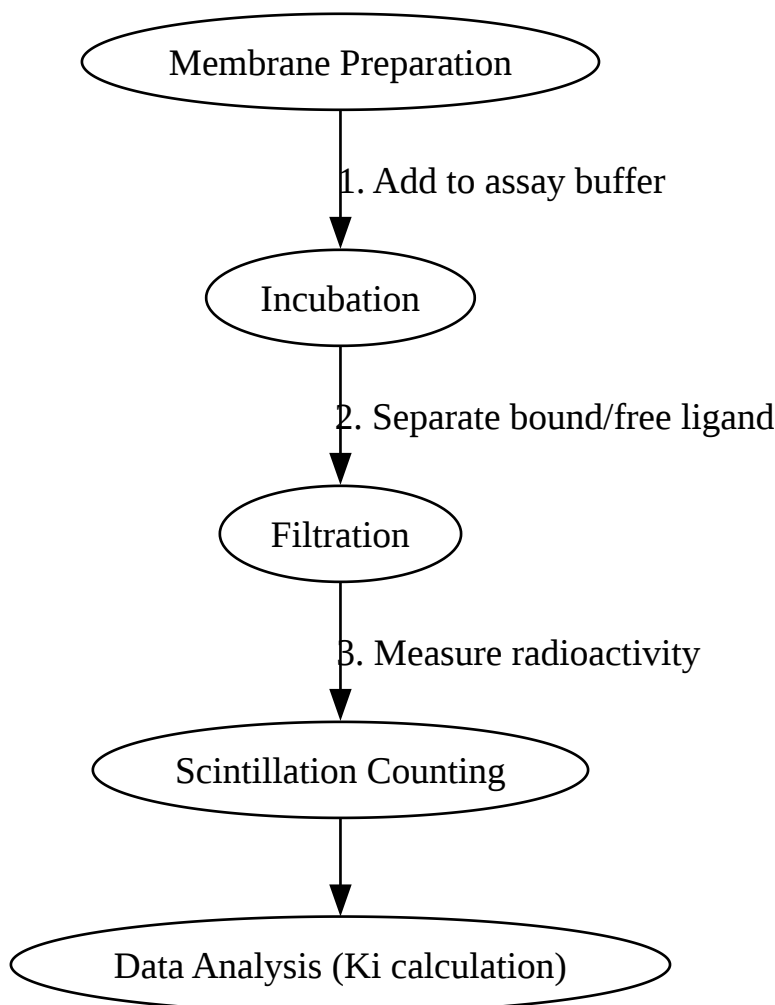 Membrane Preparation
1. Add to assay buffer
Incubation
2. Separate bound/free ligand
Filtration
3. Measure radioactivity
Scintillation Counting
Data Analysis (Ki calculation)